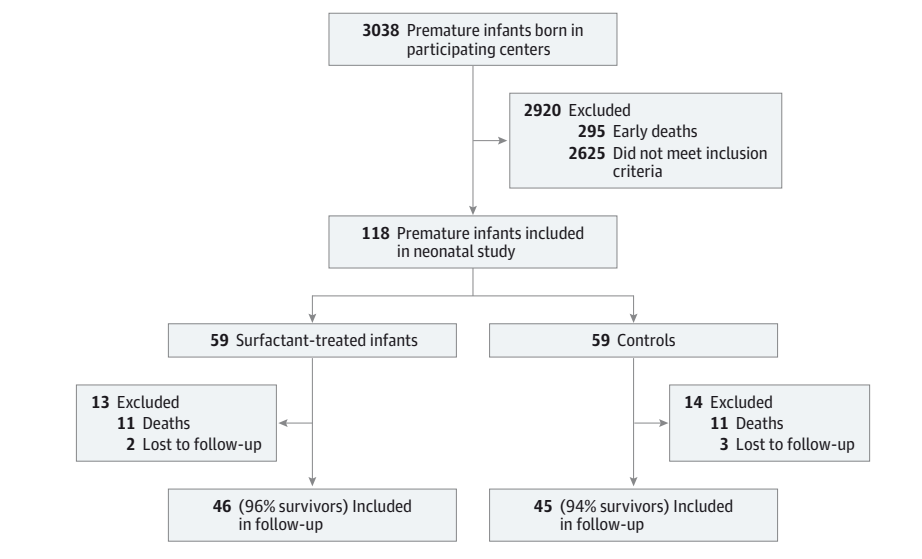 3038 Premature infants born in
participating centers
2920 Excluded
295 Early deaths
2625 Did not meet inclusion
criteria
118 Premature infants included
in neonatal study
59 Surfactant-treated infants
59 Controls
13 Excluded
11 Deaths
2 Lost to follow-up
14 Excluded
11 Deaths
3 Lost to follow-up
46 (96% survivors) Included
in follow-up
45 (94% survivors) Included
in follow-up